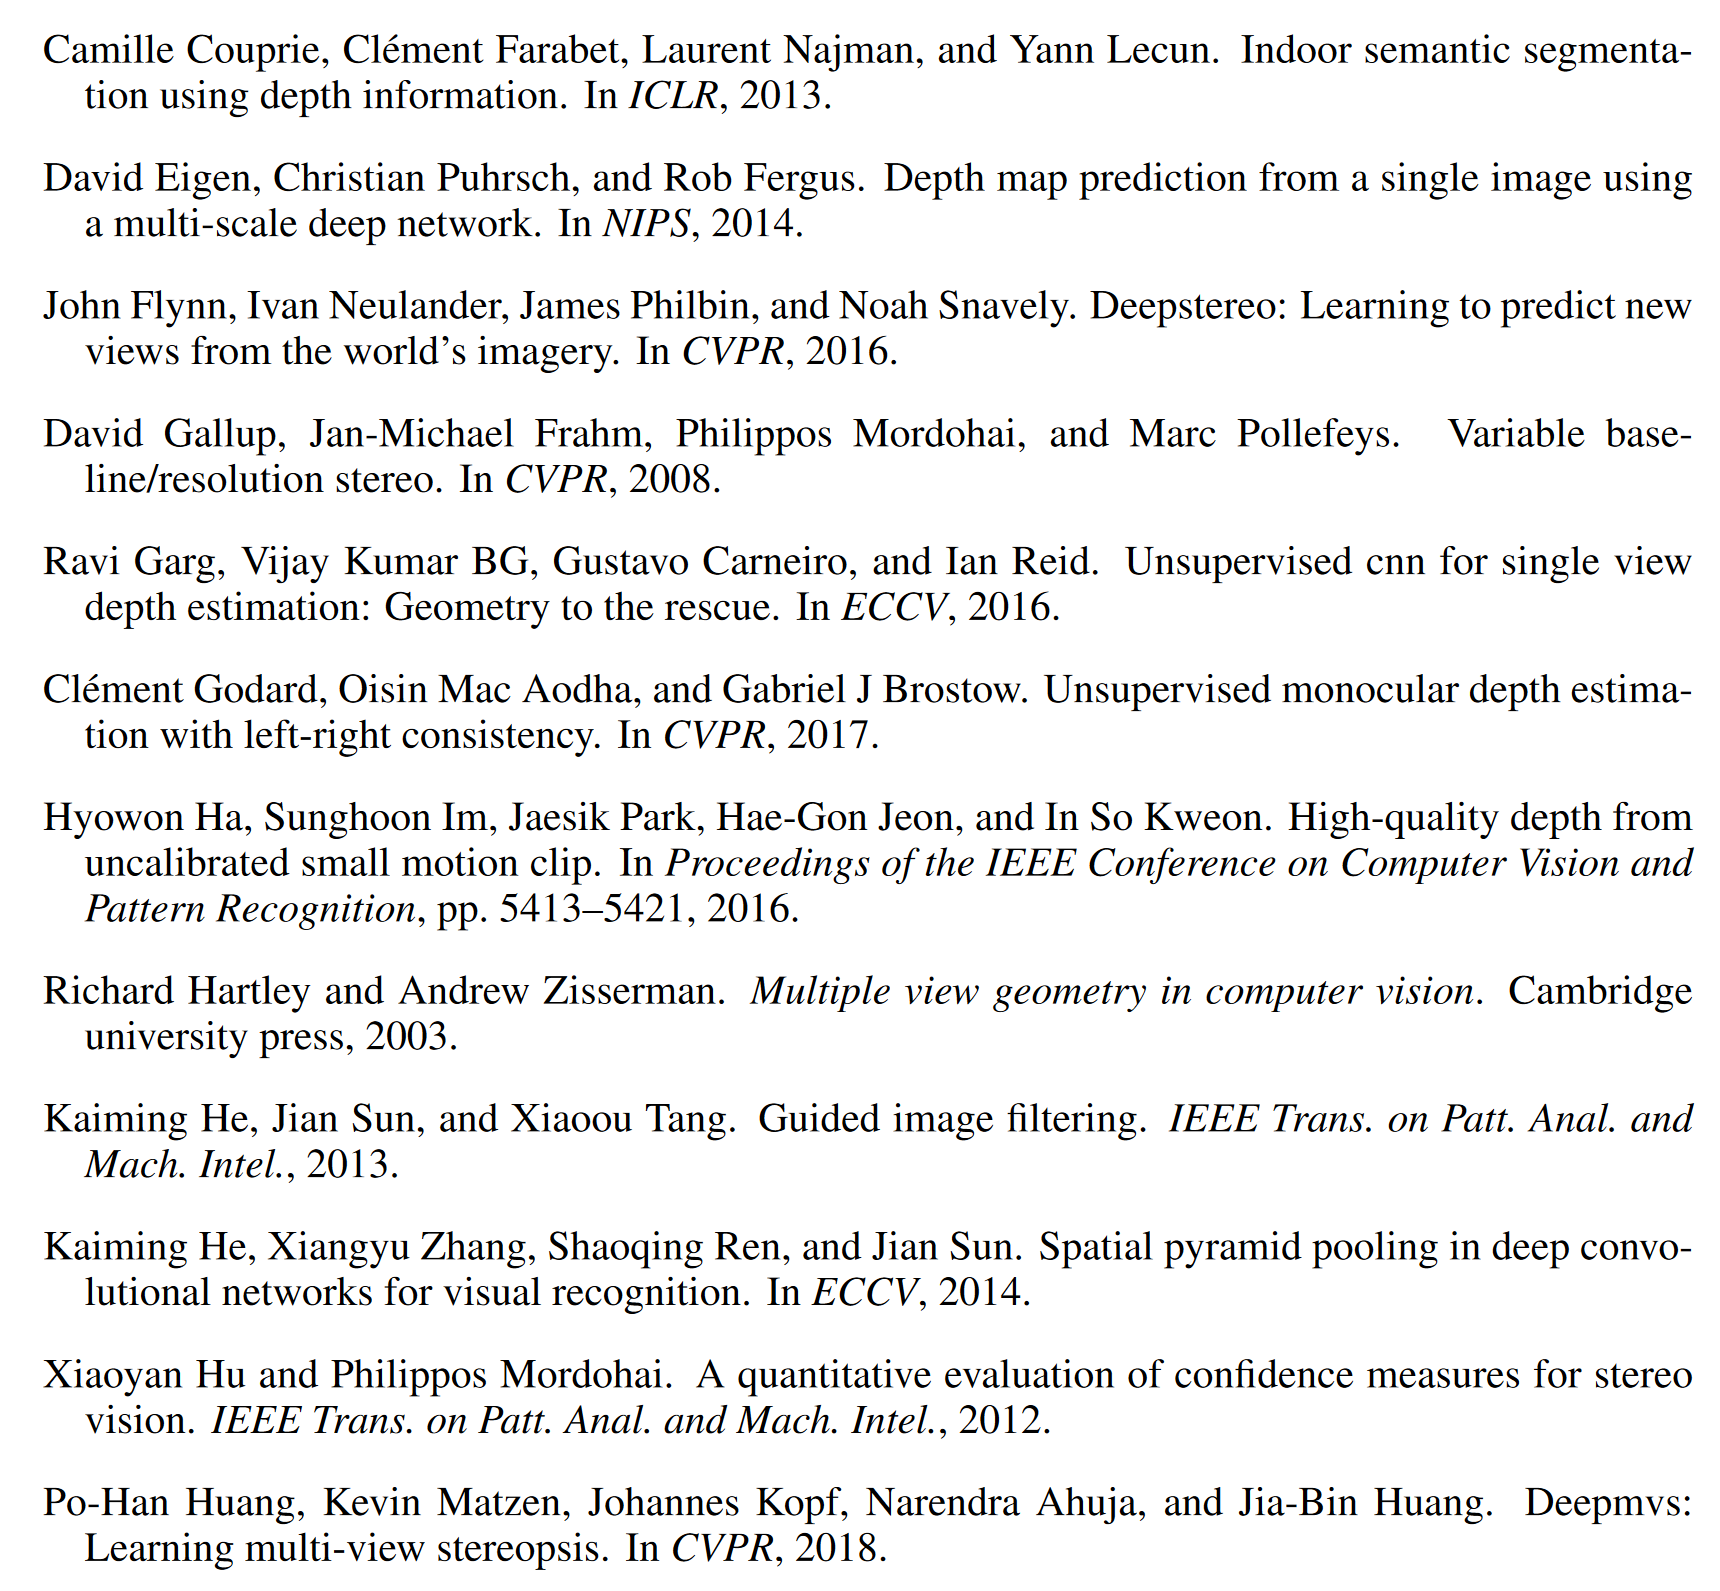 Camille Couprie, Clément Farabet, Laurent Najman, and Yann Lecun. Indoor semantic segmenta-
tion using depth information. In ICLR, 2013.
David Eigen, Christian Puhrsch, and Rob Fergus. Depth map prediction from a single image using
a multi-scale deep network. In NIPS, 2014.
John Flynn, Ivan Neulander, James Philbin, and Noah Snavely. Deepstereo: Learning to predict new
views from the world’s imagery. In CVPR, 2016.
David Gallup, Jan-Michael Frahm, Philippos Mordohai, and Marc Pollefeys. Variable base-
line/resolution stereo. In CVPR, 2008.
Ravi Garg, Vijay Kumar BG, Gustavo Carneiro, and Ian Reid. Unsupervised cnn for single view
depth estimation: Geometry to the rescue. In ECCV, 2016.
Clément Godard, Oisin Mac Aodha, and Gabriel J Brostow. Unsupervised monocular depth estima-
tion with left-right consistency. In CVPR, 2017.
Hyowon Ha, Sunghoon Im, Jaesik Park, Hae-Gon Jeon, and In So Kweon. High-quality depth from
uncalibrated small motion clip. In Proceedings of the IEEE Conference on Computer Vision and
Pattern Recognition, pp. 5413–5421, 2016.
Richard Hartley and Andrew Zisserman. Multiple view geometry in computer vision. Cambridge
university press, 2003.
Kaiming He, Jian Sun, and Xiaoou Tang. Guided image filtering. IEEE Trans. on Patt. Anal. and
Mach. Intel., 2013.
Kaiming He, Xiangyu Zhang, Shaoqing Ren, and Jian Sun. Spatial pyramid pooling in deep convo-
lutional networks for visual recognition. In ECCV, 2014.
Xiaoyan Hu and Philippos Mordohai. A quantitative evaluation of confidence measures for stereo
vision. IEEE Trans. on Patt. Anal. and Mach. Intel., 2012.
Po-Han Huang, Kevin Matzen, Johannes Kopf, Narendra Ahuja, and Jia-Bin Huang. Deepmvs:
Learning multi-view stereopsis. In CVPR, 2018.